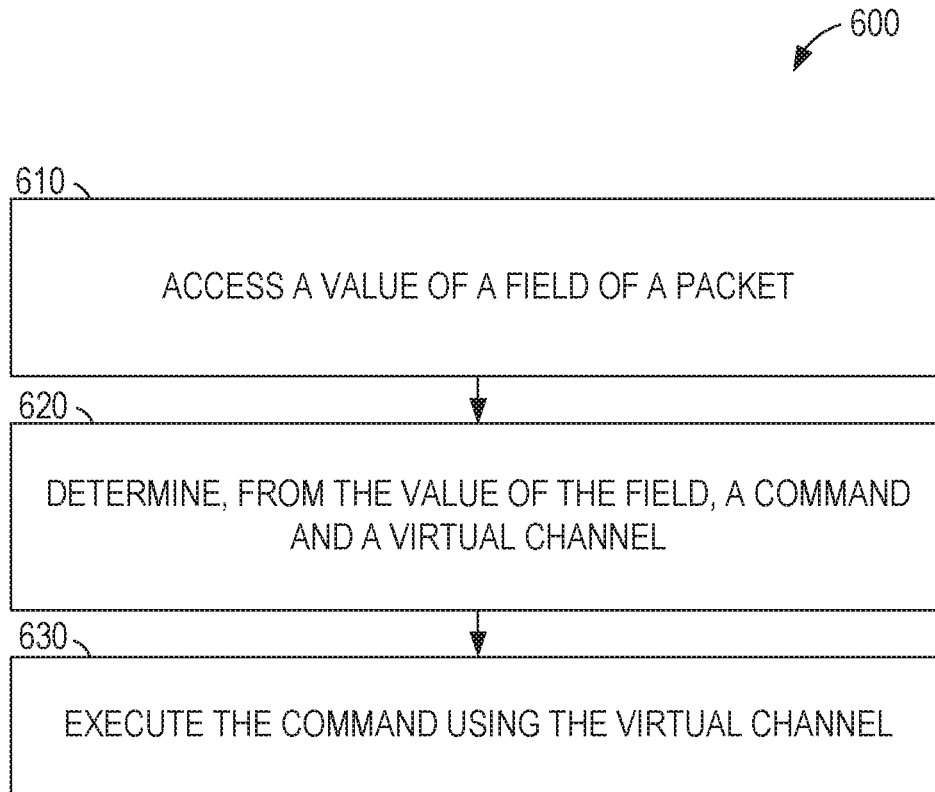 600
610
ACCESS A VALUE OF A FIELD OF A PACKET
620
DETERMINE, FROM THE VALUE OF THE FIELD, A COMMAND
AND A VIRTUAL CHANNEL
630
EXECUTE THE COMMAND USING THE VIRTUAL CHANNEL